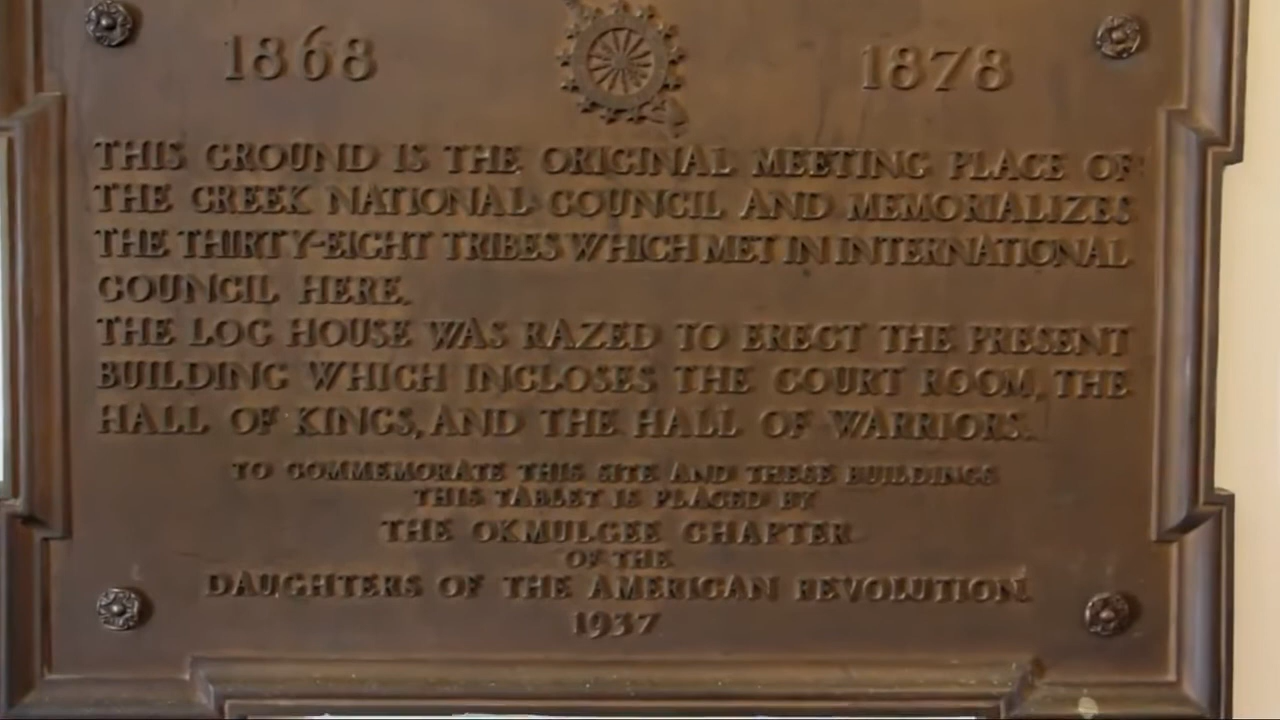 1868 1878
THIS GROUND IS THE ORIGINAL MEETING PLACE OF
THE CREEK NATIONAL COUNCIL AND MEMORIALIZES
THE THIRTY-EIGHT TRIBES WHICH MET IN INTERNATIONAL
COUNCIL HERE.
THE LOG HOUSE WAS RAZED TO ERECT THE PRESENT
BUILDING WHICH INCLOSES THE COURT ROOM, THE
HALL OF KINGS, AND THE HALL OF WARRIORS.
TO COMMEMORATE THIS SITE AND THESE BUILDINGS
THIS TABLET IS PLACED BY
THE OKMULGEE CHAPTER
OF THE
DAUGHTERS OF THE AMERICAN REVOLUTION.
1937